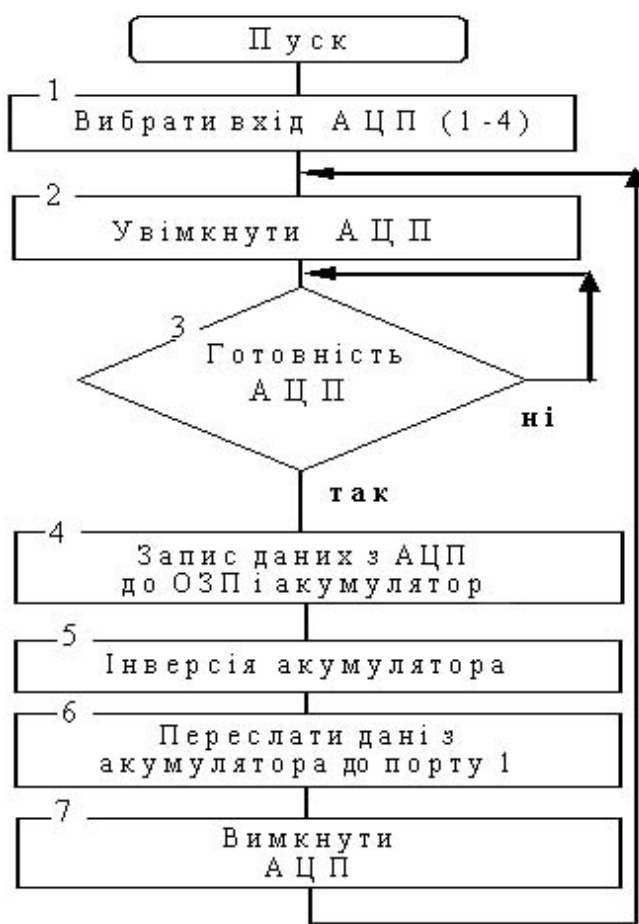 Пуск
1
Вибрати вхід АЦП (1-4)
2
Увімкнути АЦП
3
Готовність
АЦП
ні
так
4
Запис даних з АЦП
до ОЗП і акумулятор
5
Інверсія акумулятора
6
Переслати дані з
акумулятора до порту 1
7
Вимкнути
АЦП